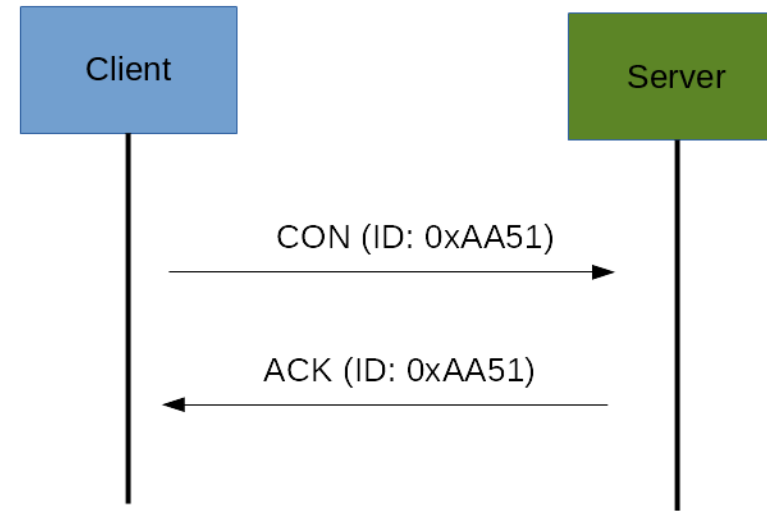 Client
Server
CON (ID: 0xAA51)
ACK (ID: 0xAA51)